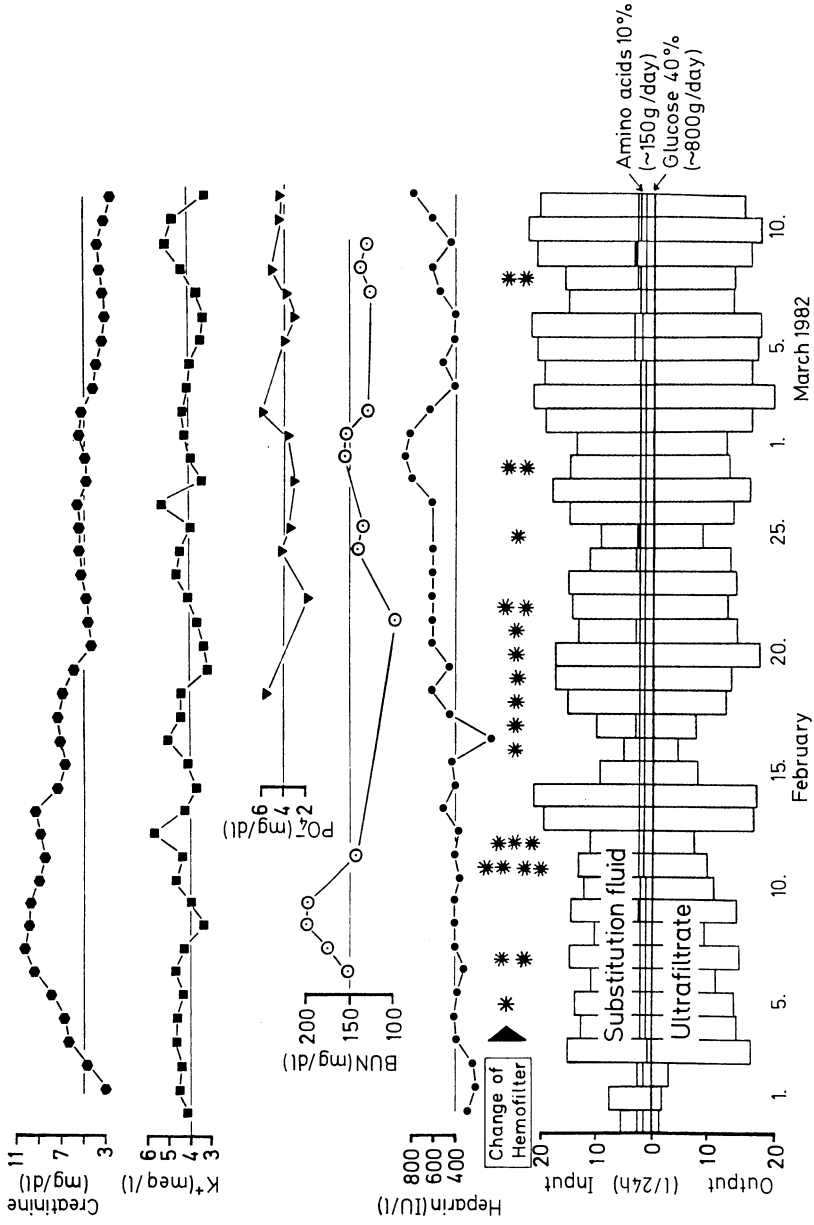 Creatinine
(mg/dl)
11
7
3
K⁺(meq/l)
6
5
4
3
PO₄⁻⁻(mg/dl)
6
4
2
BUN(mg/dl)
200
150
100
Heparin(IU/l)
800
600
400
Change of
Hemofilter
Output (l/24h) Input
20
10
0
10
20
Substitution fluid
Ultrafiltrate
Amino acids 10%
(~150g/day)
Glucose 40%
(~800g/day)
1.
5.
10.
15.
20.
25.
1.
5.
10.
February
March 1982